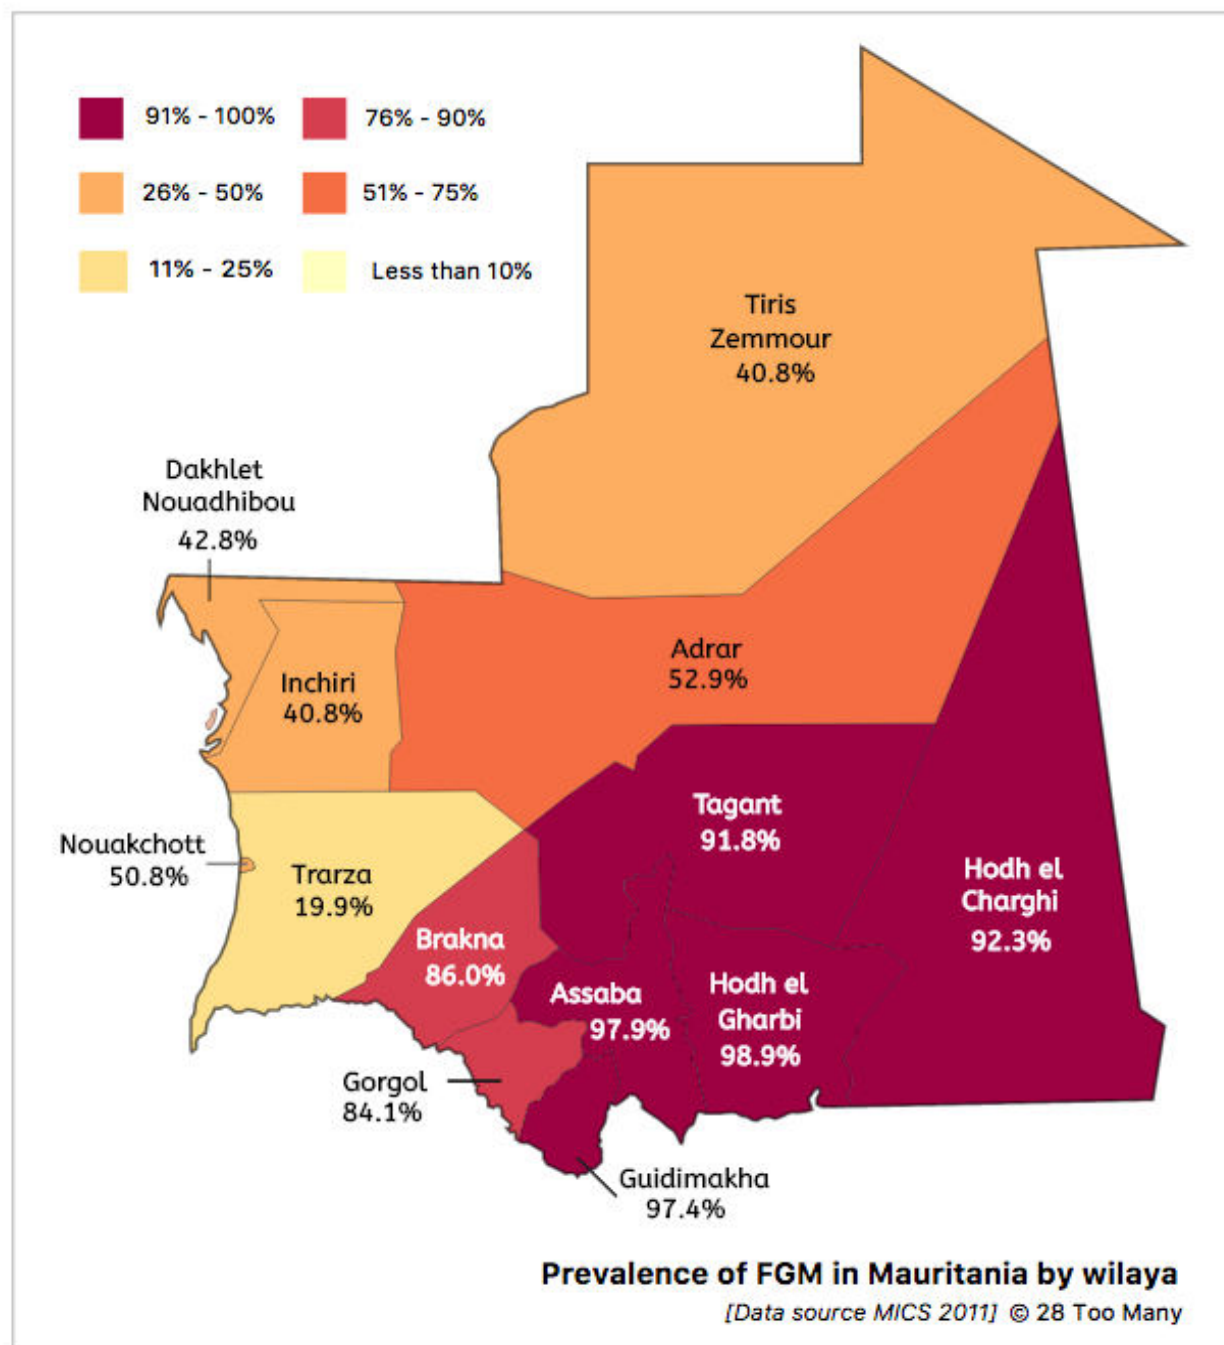 91% - 100%
76% - 90%
26% - 50%
51% - 75%
11% - 25%
Less than 10%
Tiris
Zemmour
40.8%
Dakhlet
Nouadhibou
42.8%
Inchiri
40.8%
Adrar
52.9%
Nouakchott
50.8%
Trarza
19.9%
Tagant
91.8%
Hodh el
Charghi
92.3%
Brakna
86.0%
Assaba
97.9%
Hodh el
Gharbi
98.9%
Gorgol
84.1%
Guidimakha
97.4%
Prevalence of FGM in Mauritania by wilaya
[Data source MICS 2011] © 28 Too Many